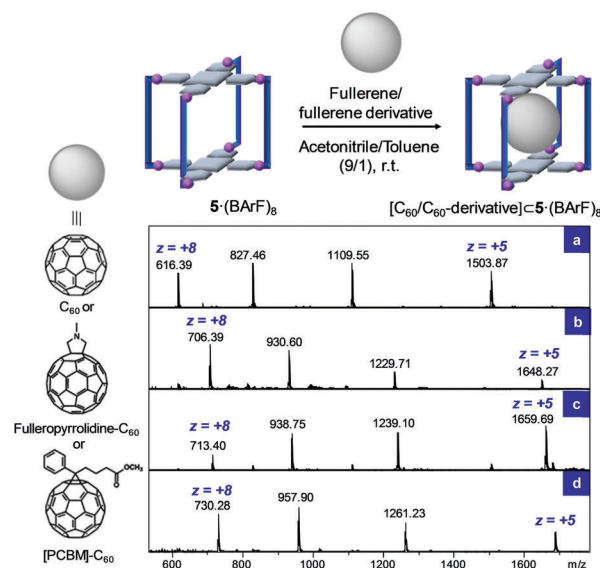 Fullerene/
fullerene derivative
Acetonitrile/Toluene
(9/1), r.t.
5·(BArF)8
[C60/C60-derivative]⊂5·(BArF)8
C60 or
N
Fulleropyrrolidine-C60
or
OCH3
O
[PCBM]-C60
a
z = +8
616.39
827.46
1109.55
z = +5
1503.87
b
z = +8
706.39
930.60
1229.71
z = +5
1648.27
c
z = +8
713.40
938.75
1239.10
z = +5
1659.69
d
z = +8
730.28
957.90
1261.23
z = +5
600 800 1000 1200 1400 1600 m/z